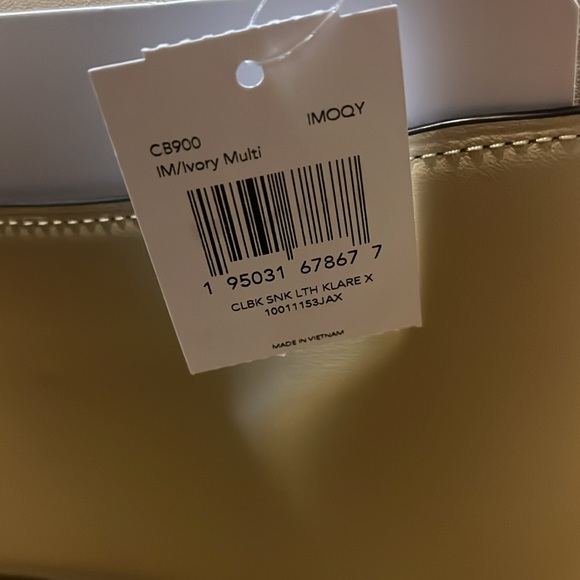 CB900
IMOQY
IM/Ivory Multi
1 95031 67867 7
CLBK SNK LTH KLARE X
10011153JAX
MADE IN VIETNAM